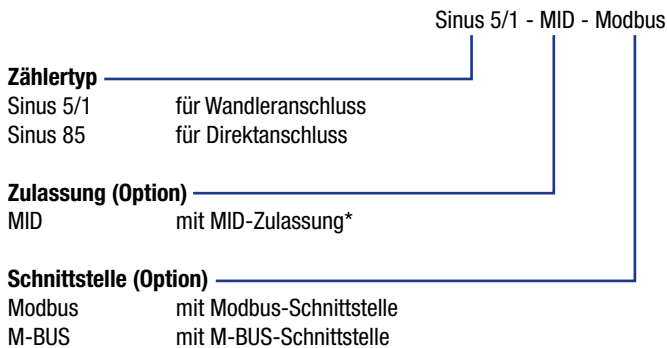 Sinus 5/1 - MID - Modbus
Zählertyp
Sinus 5/1 für Wandleranschluss
Sinus 85 für Direktanschluss
Zulassung (Option)
MID mit MID-Zulassung*
Schnittstelle (Option)
Modbus mit Modbus-Schnittstelle
M-BUS mit M-BUS-Schnittstelle